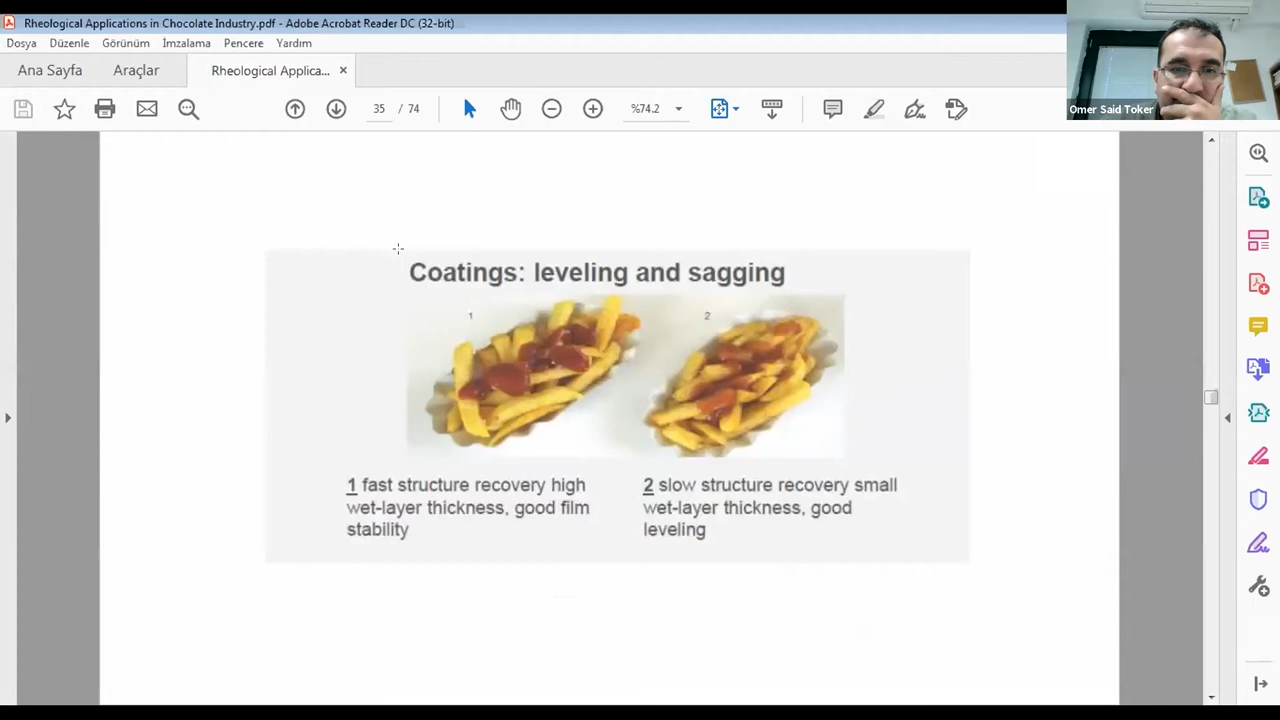 Rheological Applications in Chocolate Industry.pdf - Adobe Acrobat Reader DC (32-bit)
Dosya Düzenle Görünüm İmzalama Pencere Yardım
Ana Sayfa Araçlar Rheological Applica... ×
35 / 74 %74.2
Omer Said Toker
Coatings: leveling and sagging
1 2
1 fast structure recovery high
wet-layer thickness, good film
stability
2 slow structure recovery small
wet-layer thickness, good
leveling